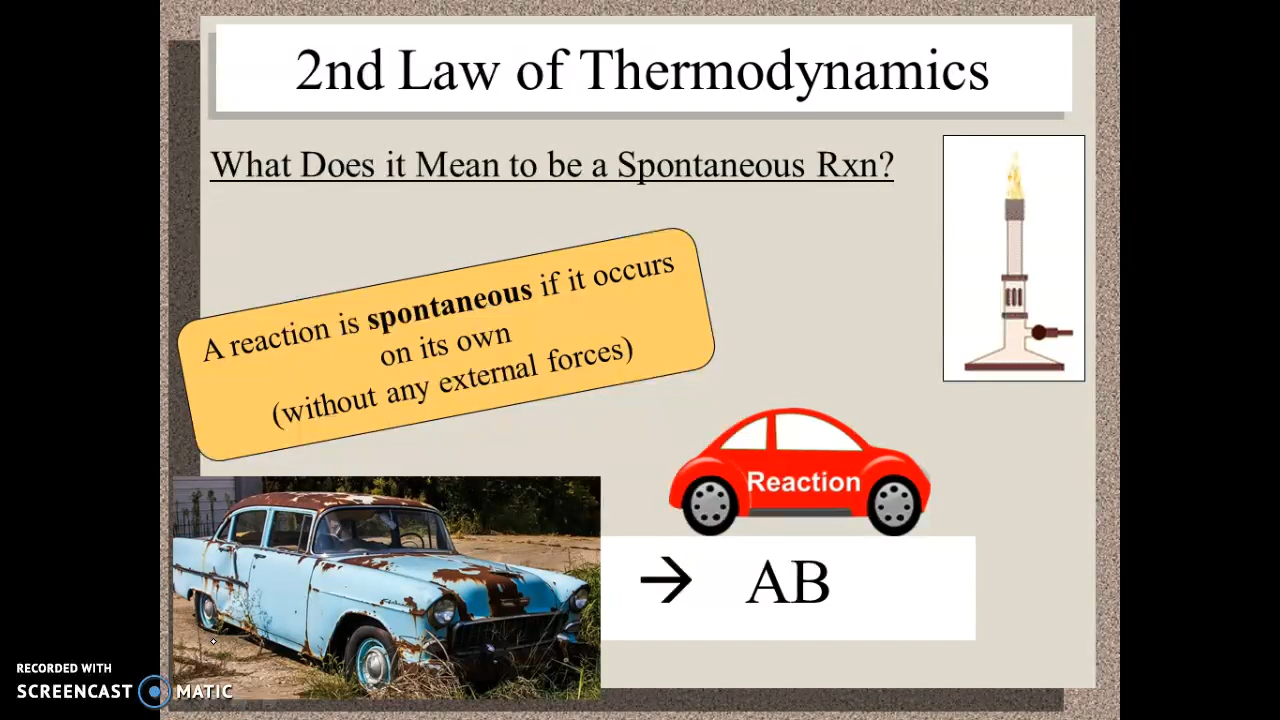 2nd Law of Thermodynamics
What Does it Mean to be a Spontaneous Rxn?
A reaction is spontaneous if it occurs
on its own
(without any external forces)
Reaction
→ AB
RECORDED WITH
SCREENCAST MATIC